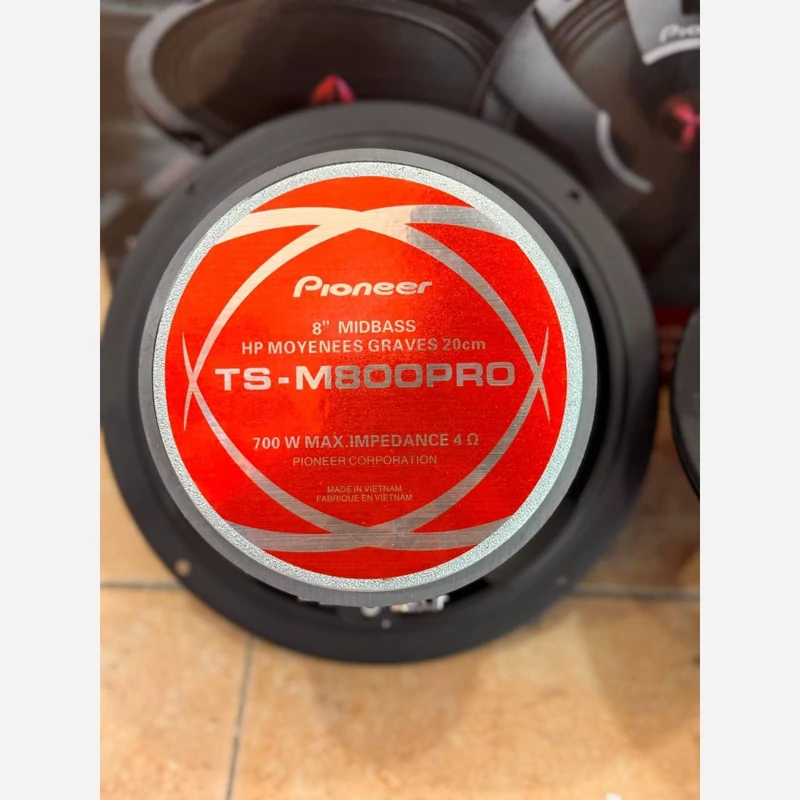 Pioneer
8" MIDBASS
HP MOYENEES GRAVES 20cm
TS-M800PRO
700 W MAX.IMPEDANCE 4 Ω
PIONEER CORPORATION
MADE IN VIETNAM
FABRIQUE EN VIETNAM